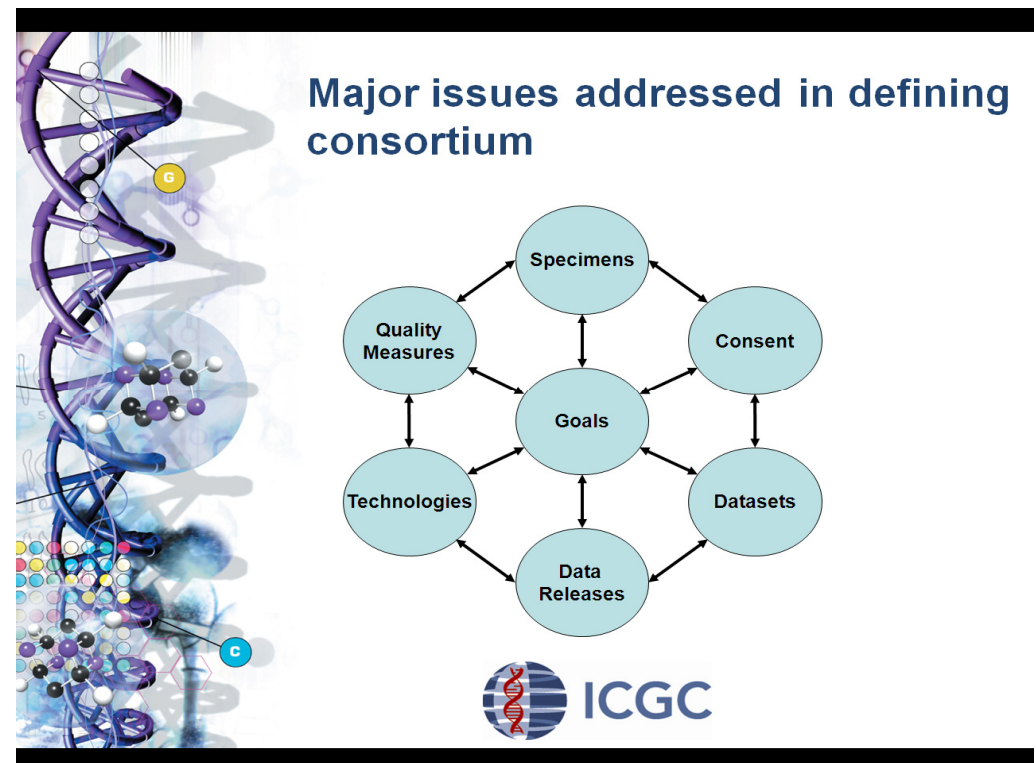 Major issues addressed in defining
consortium
G
Specimens
Quality
Measures
Consent
Goals
Technologies
Datasets
Data
Releases
C
ICGC